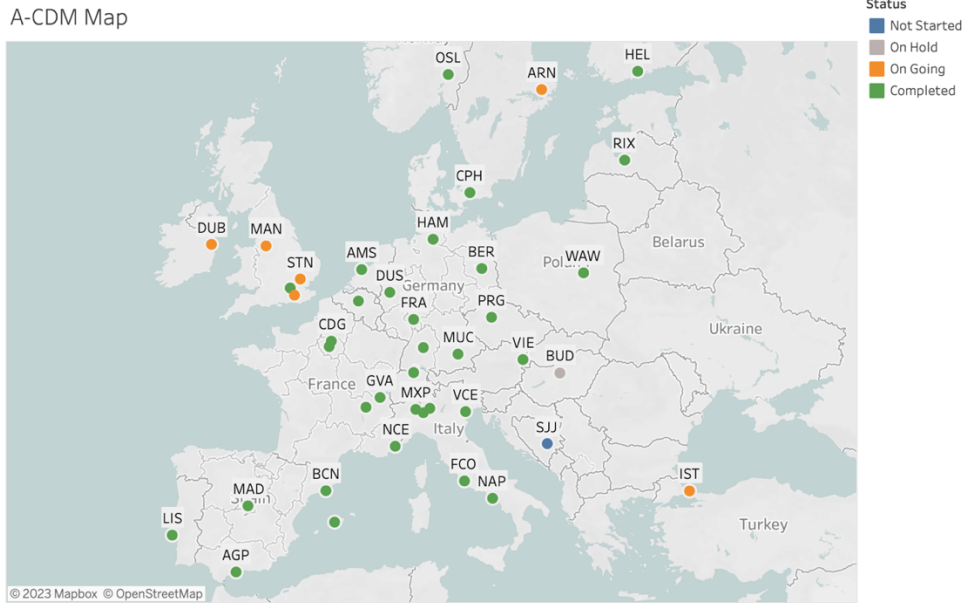 A-CDM Map
Status
Not Started
On Hold
On Going
Completed
OSL
ARN
HEL
RIX
CPH
HAM
DUB
MAN
STN
AMS
DUS
Germany
BER
WAW
Belarus
FRA
PRG
CDG
MUC
VIE
BUD
Ukraine
France
GVA
MXP
VCE
NCE
Italy
SJJ
BCN
MAD
FCO
NAP
IST
LIS
AGP
Turkey
© 2023 Mapbox © OpenStreetMap